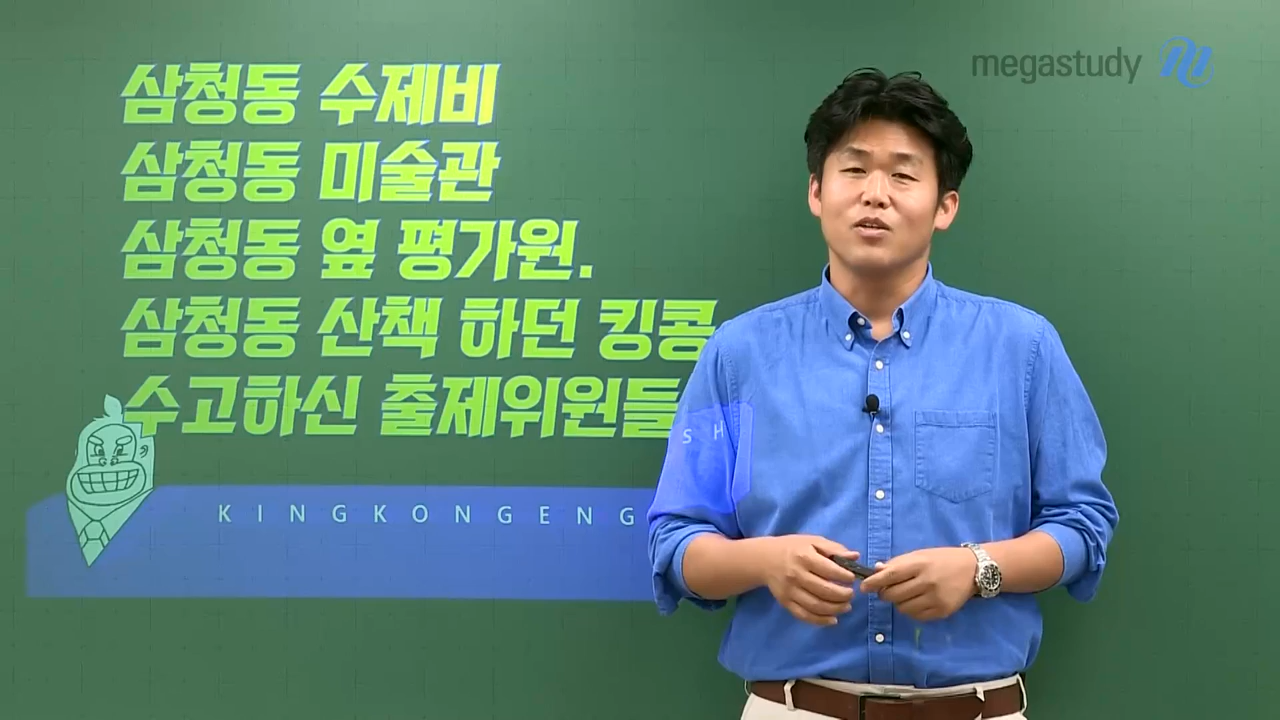 megastudy
삼청동 수제비
삼청동 미술관
삼청동 옆 평가원.
삼청동 산책 하던 킹콩
수고하신 출제위원들
KINGKONGENG
SH